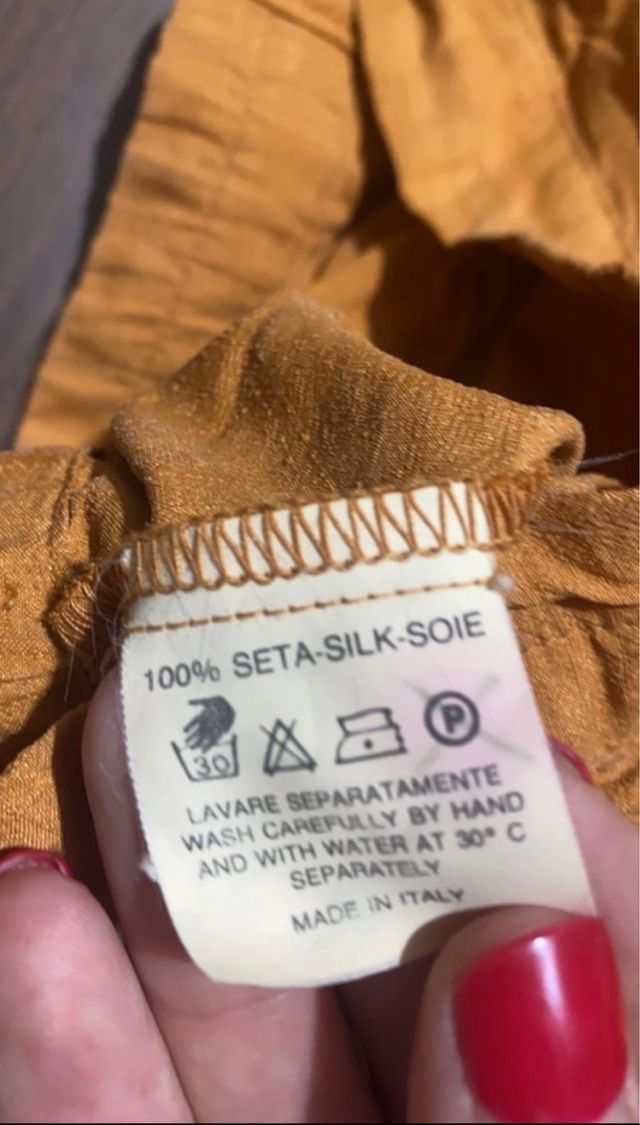 100% SETA-SILK-SOIE
30 P
LAVARE SEPARATAMENTE
WASH CAREFULLY BY HAND
AND WITH WATER AT 30° C
SEPARATELY
MADE IN ITALY